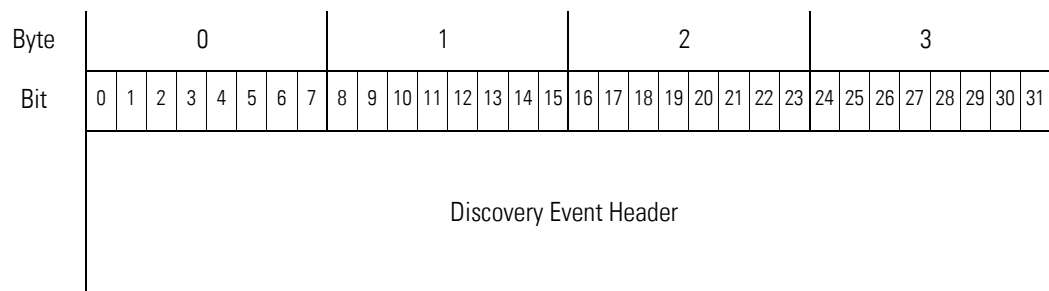 Byte 0 1 2 3
Bit 0 1 2 3 4 5 6 7 8 9 10 11 12 13 14 15 16 17 18 19 20 21 22 23 24 25 26 27 28 29 30 31
Discovery Event Header